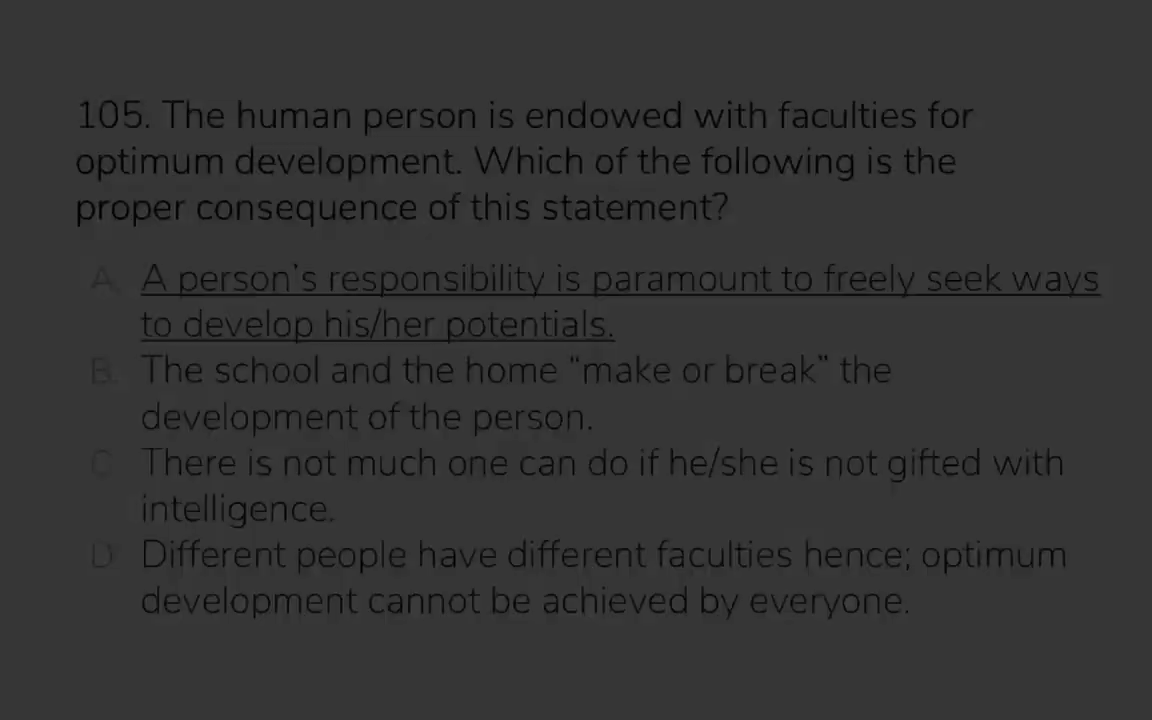 105. The human person is endowed with faculties for
optimum development. Which of the following is the
proper consequence of this statement?
A. A person's responsibility is paramount to freely seek ways
to develop his/her potentials.
B. The school and the home "make or break" the
development of the person.
C. There is not much one can do if he/she is not gifted with
intelligence.
D. Different people have different faculties hence; optimum
development cannot be achieved by everyone.